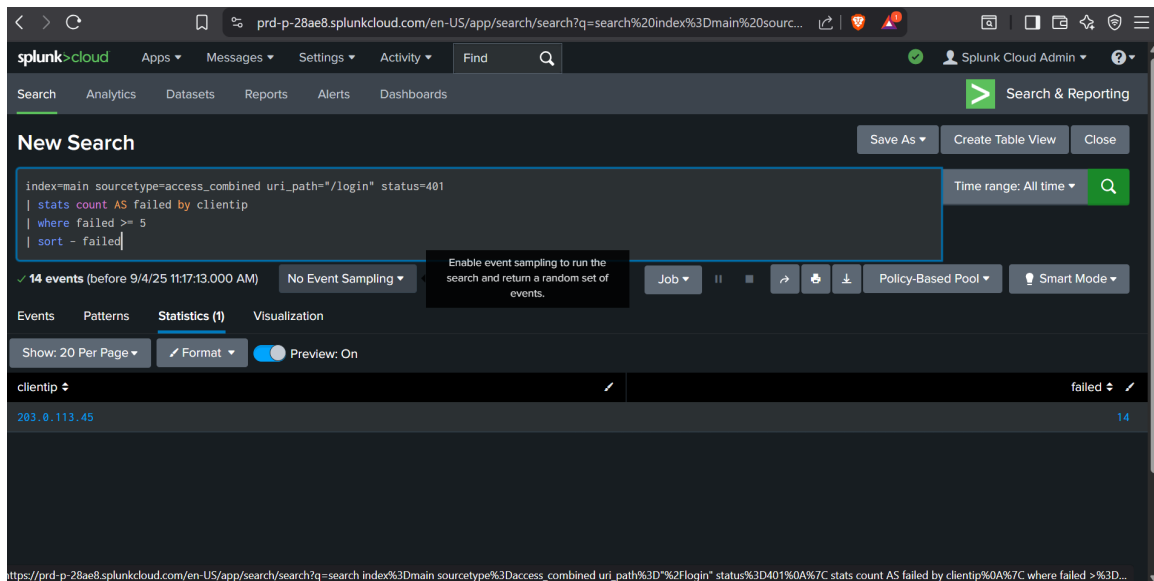 prd-p-28ae8.splunkcloud.com/en-US/app/search/search?q=search%20index%3Dmain%20sourc... 1
splunk>cloud Apps Messages Settings Activity Find Splunk Cloud Admin ?
Search Analytics Datasets Reports Alerts Dashboards > Search & Reporting
New Search Save As Create Table View Close
index=main sourcetype=access_combined uri_path="/login" status=401 Time range: All time
| stats count AS failed by clientip
| where failed >= 5
| sort - failed
Enable event sampling to run the
search and return a random set of
events.
✓ 14 events (before 9/4/25 11:17:13.000 AM) No Event Sampling Job Policy-Based Pool Smart Mode
Events Patterns Statistics (1) Visualization
Show: 20 Per Page Format Preview: On
clientip failed
203.0.113.45 14
https://prd-p-28ae8.splunkcloud.com/en-US/app/search/search?q=search index%3Dmain sourcetype%3Daccess_combined uri_path%3D"%2Flogin" status%3D401%0A%7C stats count AS failed by clientip%0A%7C where failed >%3D...